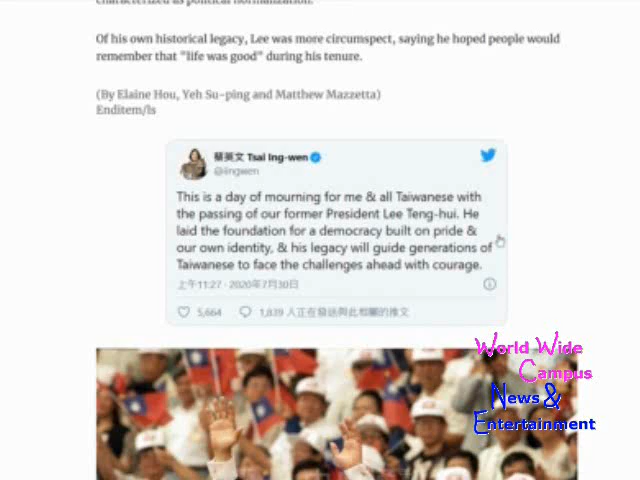 characterized as political normalization.
Of his own historical legacy, Lee was more circumspect, saying he hoped people would
remember that "life was good" during his tenure.
(By Elaine Hou, Yeh Su-ping and Matthew Mazzetta)
Enditem/ls
蔡英文 Tsai Ing-wen
@iingwen
This is a day of mourning for me & all Taiwanese with
the passing of our former President Lee Teng-hui. He
laid the foundation for a democracy built on pride &
our own identity, & his legacy will guide generations of
Taiwanese to face the challenges ahead with courage.
上午11:27 · 2020年7月30日
5,664 1,839 人正在發送與此相關的推文
World Wide
Campus
News &
Entertainment